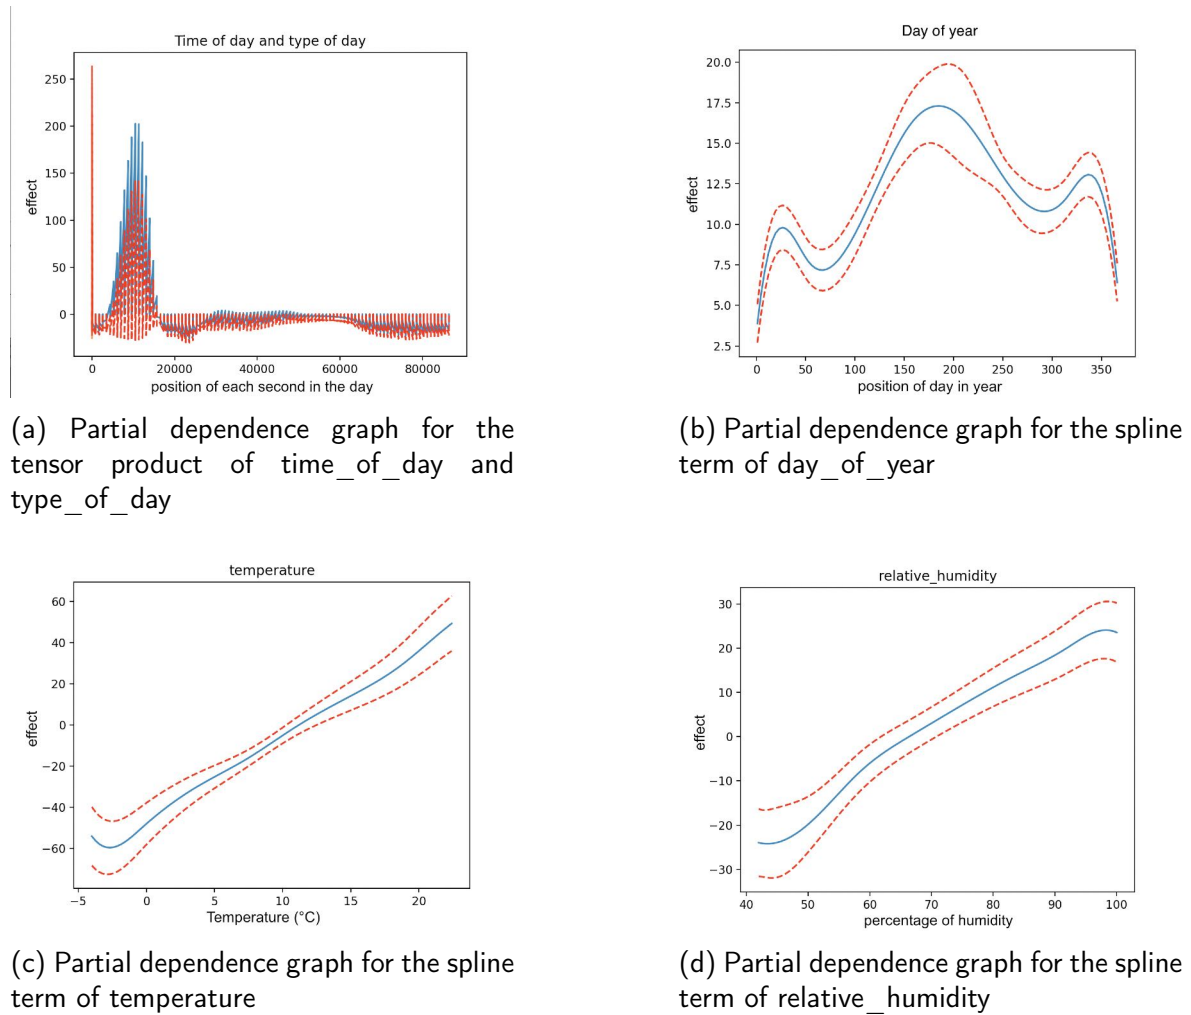 Time of day and type of day
effect
250
200
150
100
50
0
0 20000 40000 60000 80000
position of each second in the day
(a) Partial dependence graph for the
tensor product of time_of_day and
type_of_day
Day of year
effect
20.0
17.5
15.0
12.5
10.0
7.5
5.0
2.5
0 50 100 150 200 250 300 350
position of day in year
(b) Partial dependence graph for the spline
term of day_of_year
temperature
effect
60
40
20
0
−20
−40
−60
−5 0 5 10 15 20
Temperature (°C)
(c) Partial dependence graph for the spline
term of temperature
relative_humidity
effect
30
20
10
0
−10
−20
−30
40 50 60 70 80 90 100
percentage of humidity
(d) Partial dependence graph for the spline
term of relative_humidity